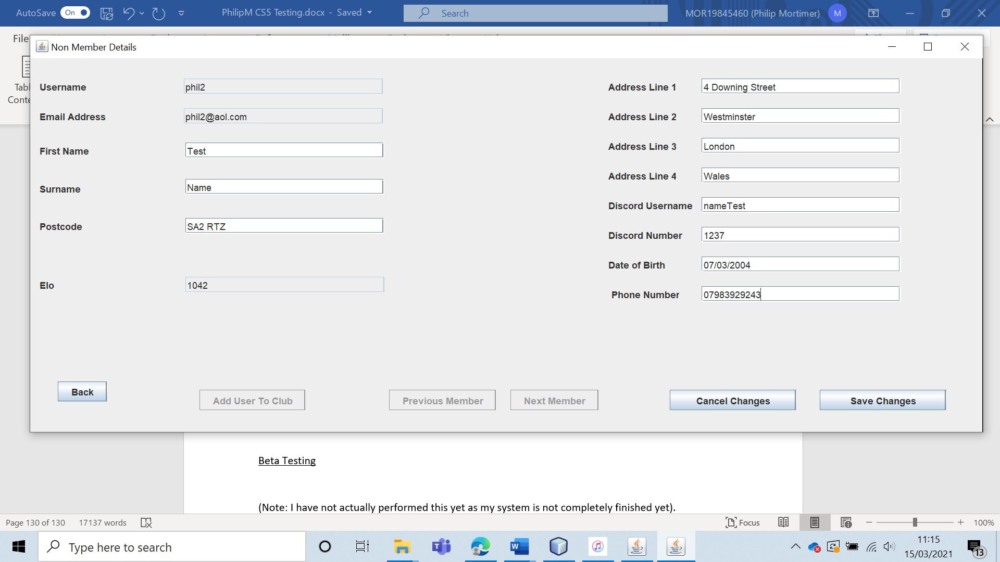 AutoSave On PhilipM CS5 Testing.docx - Saved Search MOR19845460 (Philip Mortimer) M
File
Non Member Details
Tab
Conte
Username phil2
Email Address phil2@aol.com
First Name Test
Surname Name
Postcode SA2 RTZ
Elo 1042
Address Line 1 4 Downing Street
Address Line 2 Westminster
Address Line 3 London
Address Line 4 Wales
Discord Username nameTest
Discord Number 1237
Date of Birth 07/03/2004
Phone Number 07983929243
Back Add User To Club Previous Member Next Member Cancel Changes Save Changes
Beta Testing
(Note: I have not actually performed this yet as my system is not completely finished yet).
Page 130 of 130 17137 words Focus 100%
Type here to search
11:15
15/03/2021
13